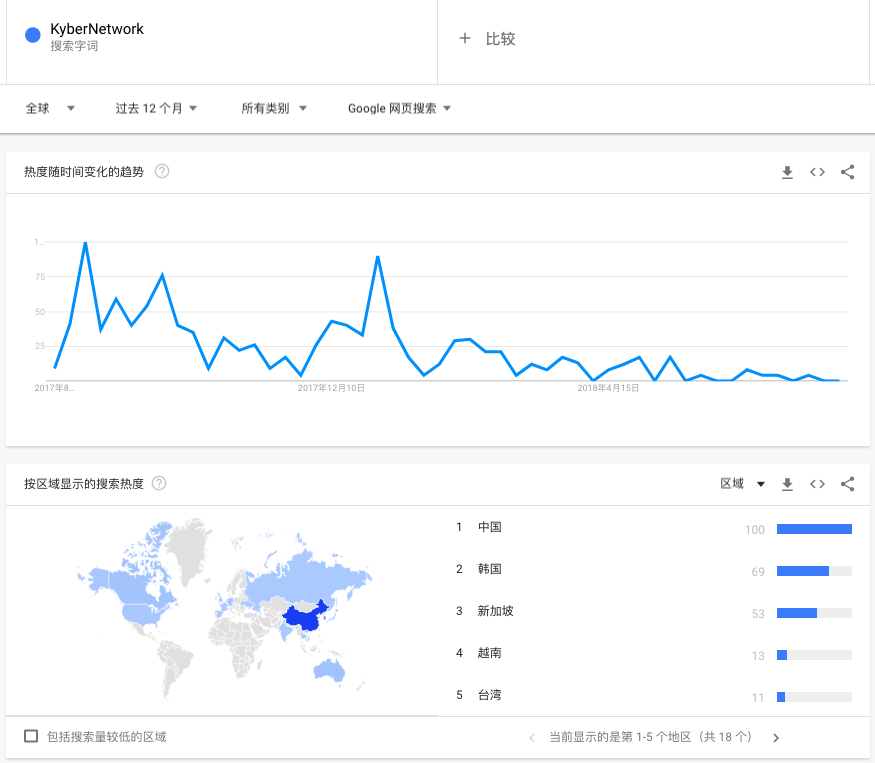 KyberNetwork
搜索字词
+ 比较
全球
过去 12 个月
所有类别
Google 网页搜索
热度随时间变化的趋势 ?
1...
75
50
25
2017年8...
2017年12月10日
2018年4月15日
按区域显示的搜索热度 ?
区域
1 中国 100
2 韩国 69
3 新加坡 53
4 越南 13
5 台湾 11
包括搜索量较低的区域
当前显示的是第 1-5 个地区（共 18 个）